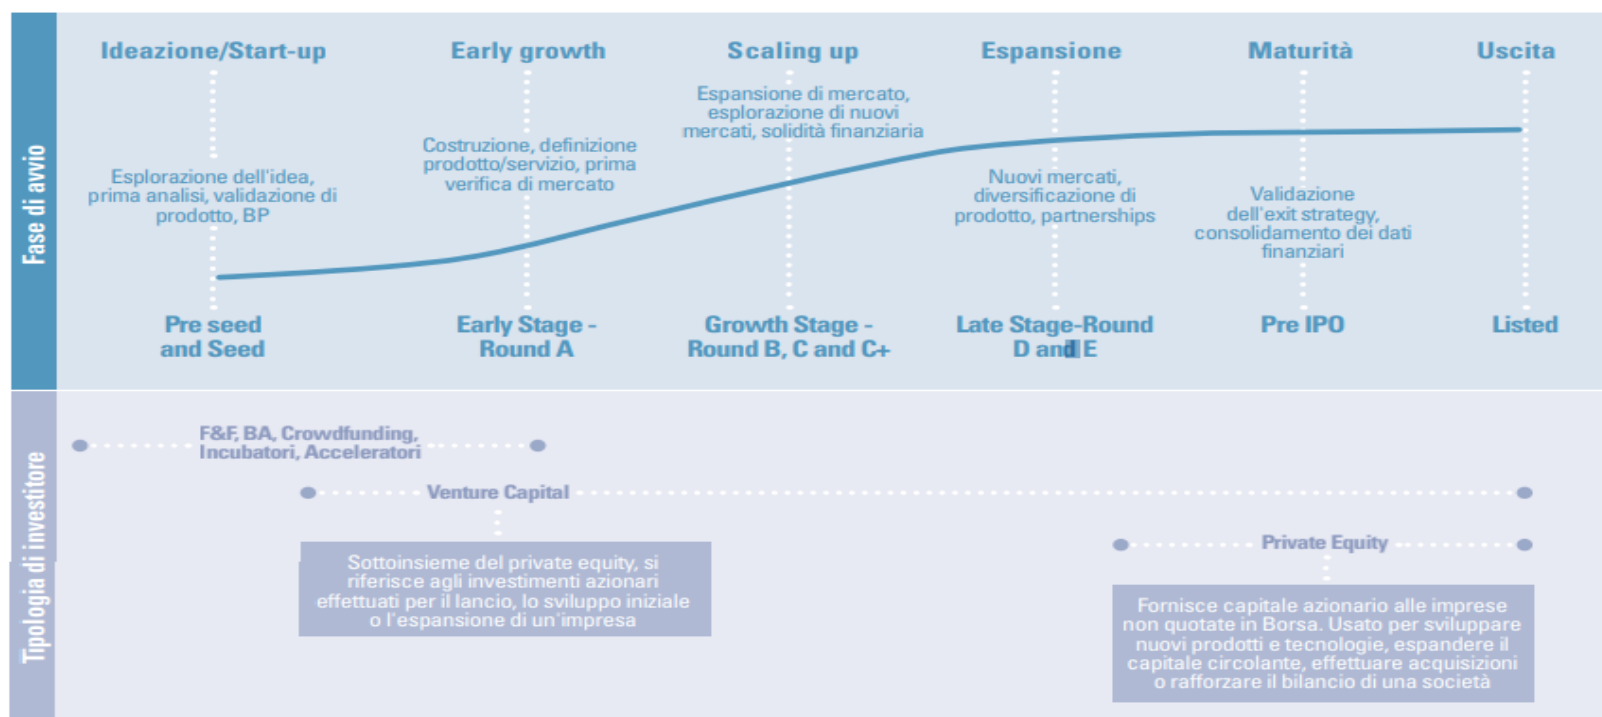 Fase di avvio
Ideazione/Start-up
Early growth
Scaling up
Espansione
Maturità
Uscita
Esplorazione dell'idea,
prima analisi, validazione di
prodotto, BP
Costruzione, definizione
prodotto/servizio, prima
verifica di mercato
Espansione di mercato,
esplorazione di nuovi
mercati, solidità finanziaria
Nuovi mercati,
diversificazione di
prodotto, partnerships
Validazione
dell'exit strategy,
consolidamento dei dati
finanziari
Pre seed
and Seed
Early Stage -
Round A
Growth Stage -
Round B, C and C+
Late Stage-Round
D and E
Pre IPO
Listed
Tipologia di investitore
F&F, BA, Crowdfunding,
Incubatori, Acceleratori
Venture Capital
Sottoinsieme del private equity, si
riferisce agli investimenti azionari
effettuati per il lancio, lo sviluppo iniziale
o l'espansione di un'impresa
Private Equity
Fornisce capitale azionario alle imprese
non quotate in Borsa. Usato per sviluppare
nuovi prodotti e tecnologie, espandere il
capitale circolante, effettuare acquisizioni
o rafforzare il bilancio di una società